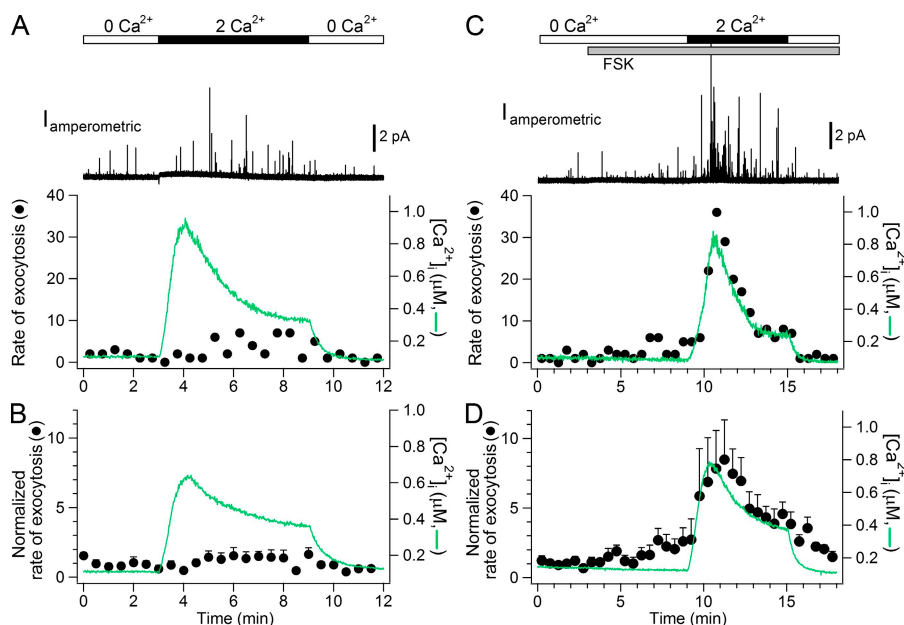 A
0 Ca2+ 2 Ca2+ 0 Ca2+
I amperometric
2 pA
Rate of exocytosis (●)
40
30
20
10
0
1.0
0.8
0.6
0.4
0.2
[Ca2+]i (µM, —)
0 2 4 6 8 10 12
B
Normalized
rate of exocytosis (●)
10
5
0
1.0
0.8
0.6
0.4
0.2
[Ca2+]i (µM, —)
0 2 4 6 8 10 12
Time (min)
C
0 Ca2+ 2 Ca2+
FSK
I amperometric
2 pA
Rate of exocytosis (●)
40
30
20
10
0
1.0
0.8
0.6
0.4
0.2
[Ca2+]i (µM, —)
0 5 10 15
D
Normalized
rate of exocytosis (●)
10
5
0
1.0
0.8
0.6
0.4
0.2
[Ca2+]i (µM, —)
0 5 10 15
Time (min)